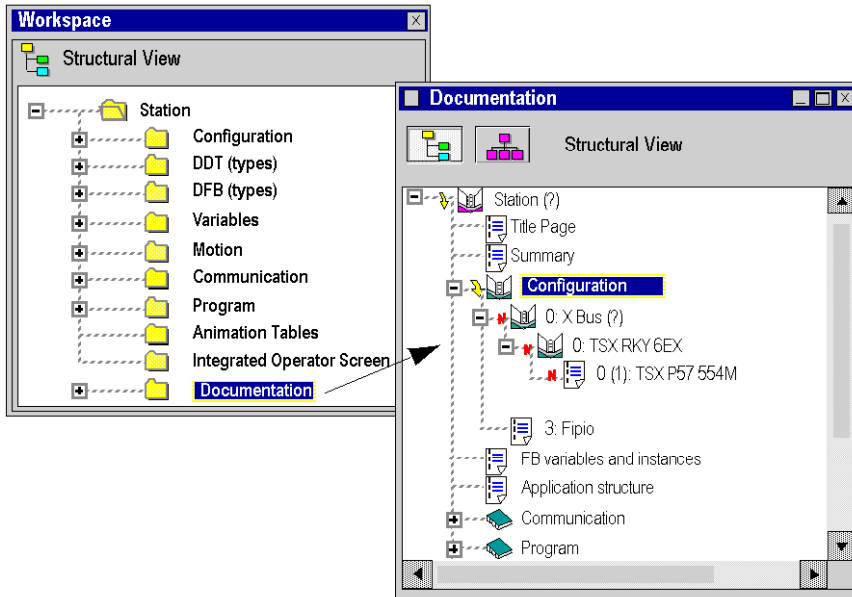 Workspace
Structural View
Station
Configuration
DDT (types)
DFB (types)
Variables
Motion
Communication
Program
Animation Tables
Integrated Operator Screen
Documentation
Documentation
Structural View
Station (?)
Title Page
Summary
Configuration
0: X Bus (?)
0: TSX RKY 6EX
0 (1): TSX P57 554M
3: Fipio
FB variables and instances
Application structure
Communication
Program